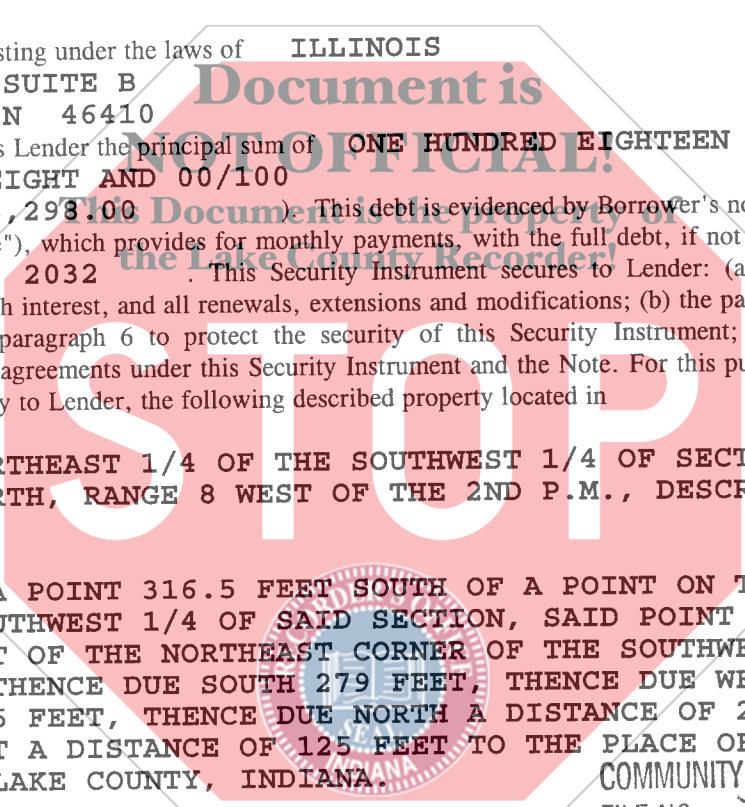 sting under the laws of ILLINOIS
SUITE B
N 46410
s Lender the principal sum of ONE HUNDRED EIGHTEEN
IGHT AND 00/100
,298.00 ). This debt is evidenced by Borrower's no
"), which provides for monthly payments, with the full debt, if not
2032 . This Security Instrument secures to Lender: (a
h interest, and all renewals, extensions and modifications; (b) the pa
paragraph 6 to protect the security of this Security Instrument;
agreements under this Security Instrument and the Note. For this pu
y to Lender, the following described property located in
RTHEAST 1/4 OF THE SOUTHWEST 1/4 OF SECT
RTH, RANGE 8 WEST OF THE 2ND P.M., DESCR
A POINT 316.5 FEET SOUTH OF A POINT ON T
UTHWEST 1/4 OF SAID SECTION, SAID POINT
T OF THE NORTHEAST CORNER OF THE SOUTHWE
THENCE DUE SOUTH 279 FEET, THENCE DUE WE
5 FEET, THENCE DUE NORTH A DISTANCE OF 2
T A DISTANCE OF 125 FEET TO THE PLACE OF
LAKE COUNTY, INDIANA.
COMMUNITY
Document is
NOT OFFICIAL!
This Document is the property of
the Lake County Recorder!
STOP
SEAL
INDIANA